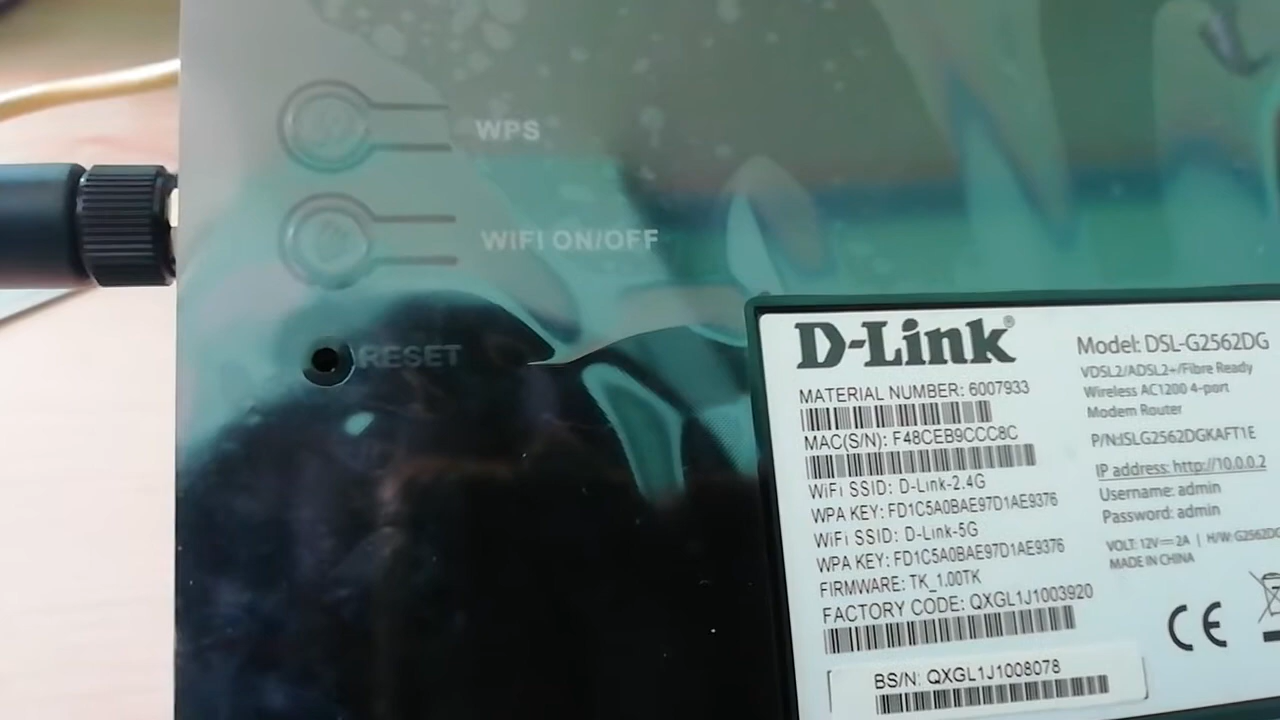 WPS
WIFI ON/OFF
RESET
D-Link®
MATERIAL NUMBER: 6007933
MAC(S/N): F48CEB9CCC8C
WiFi SSID: D-Link-2.4G
WPA KEY: FD1C5A0BAE97D1AE9376
WiFi SSID: D-Link-5G
WPA KEY: FD1C5A0BAE97D1AE9376
FIRMWARE: TK_1.00TK
FACTORY CODE: QXGL1J1003920
BS/N: QXGL1J1008078
Model: DSL-G2562DG
VDSL2/ADSL2+/Fibre Ready
Wireless AC1200 4-port
Modem Router
P/N:ISLG2562DGKAFT1E
IP address: http://10.0.0.2
Username: admin
Password: admin
VOLT: 12V⎓2A | H/W: G2562DG
MADE IN CHINA
CE